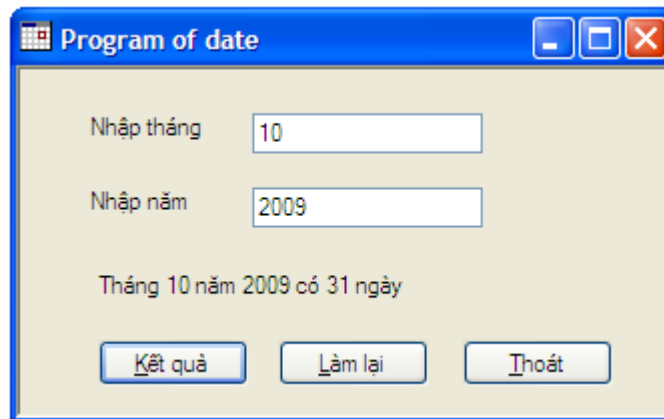 Program of date
Nhập tháng 10
Nhập năm 2009
Tháng 10 năm 2009 có 31 ngày
Kết quả Làm lại Thoát